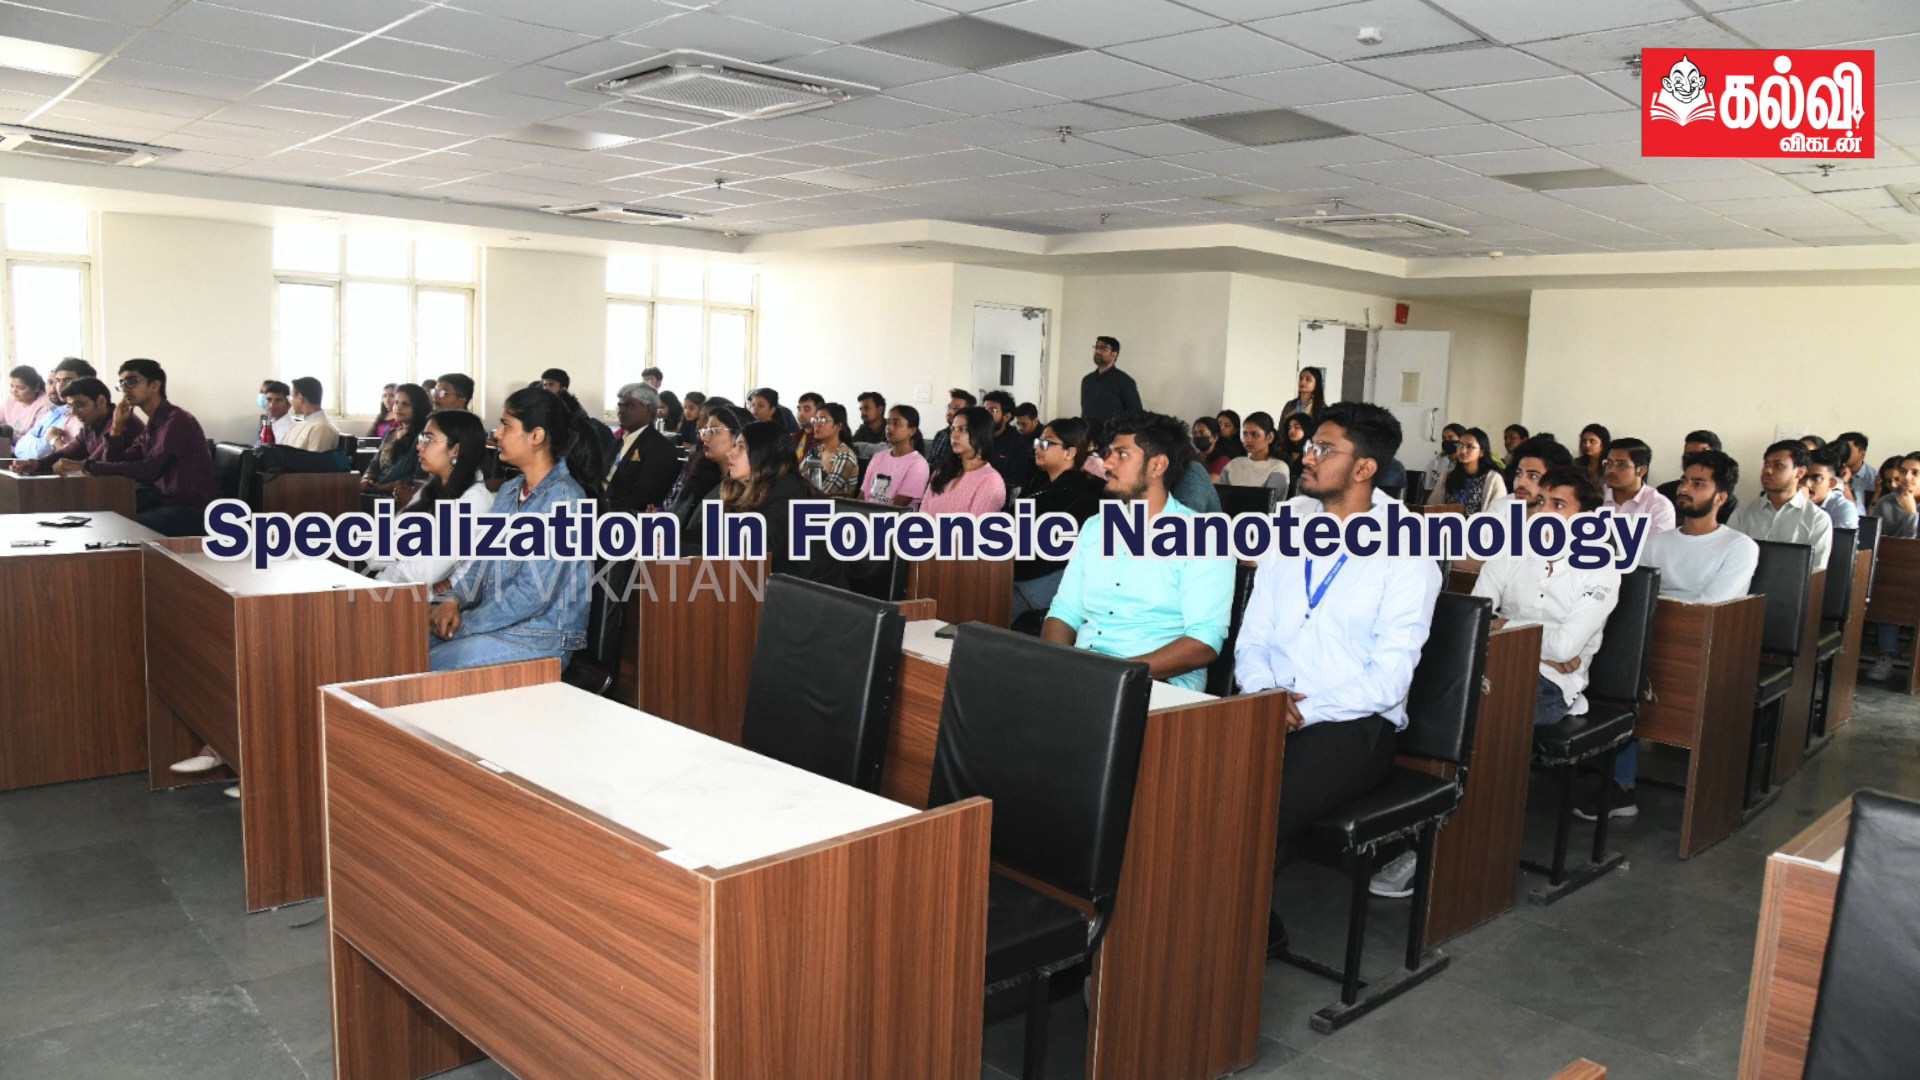 கல்வி
விகடன்
Specialization In Forensic Nanotechnology
KALVI VIKATAN